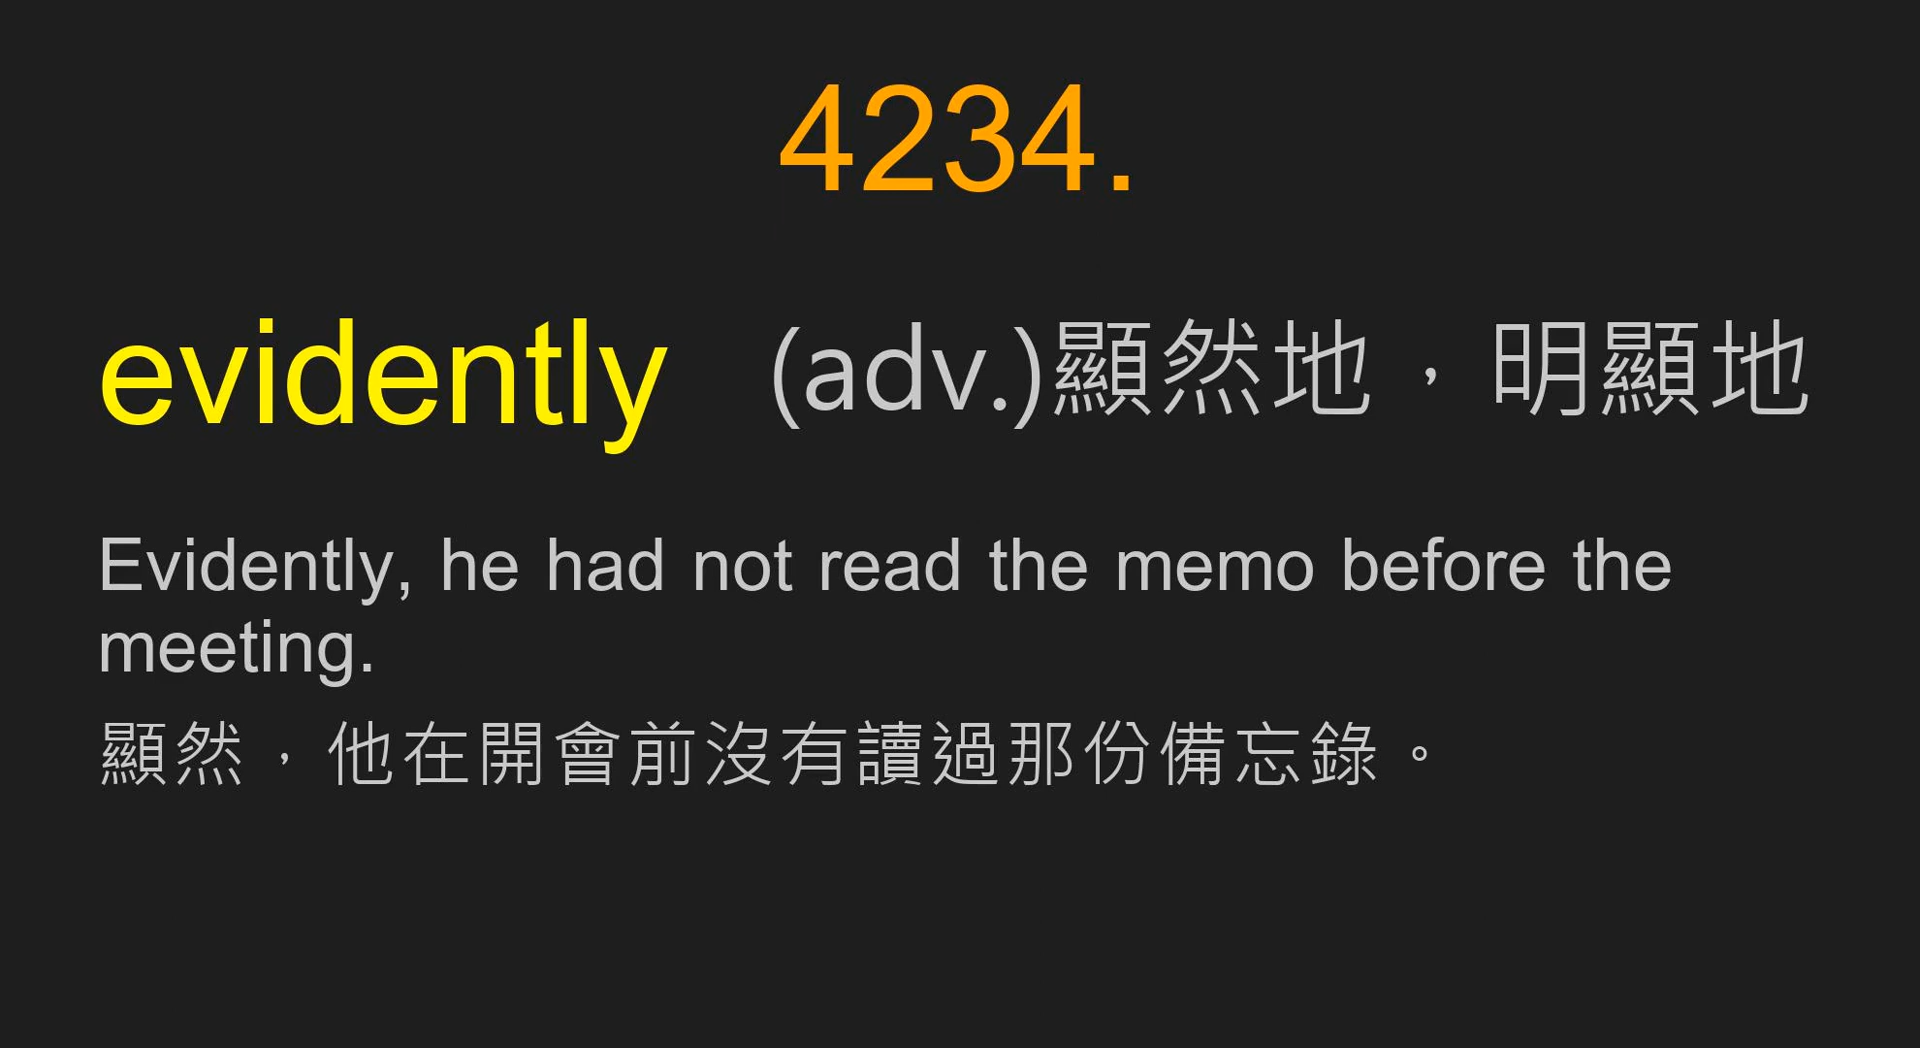 4234.
evidently (adv.)顯然地，明顯地
Evidently, he had not read the memo before the
meeting.
顯然，他在開會前沒有讀過那份備忘錄。